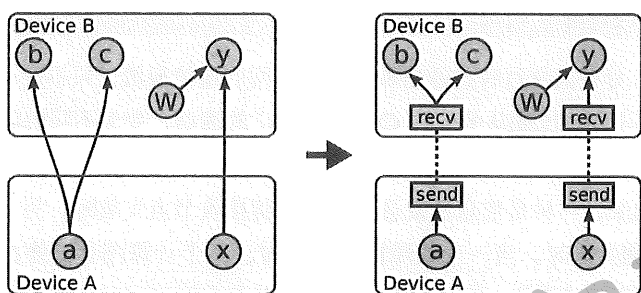 Device B
b c y
W
a x
Device A
Device B
b c y
W
recv recv
send send
a x
Device A